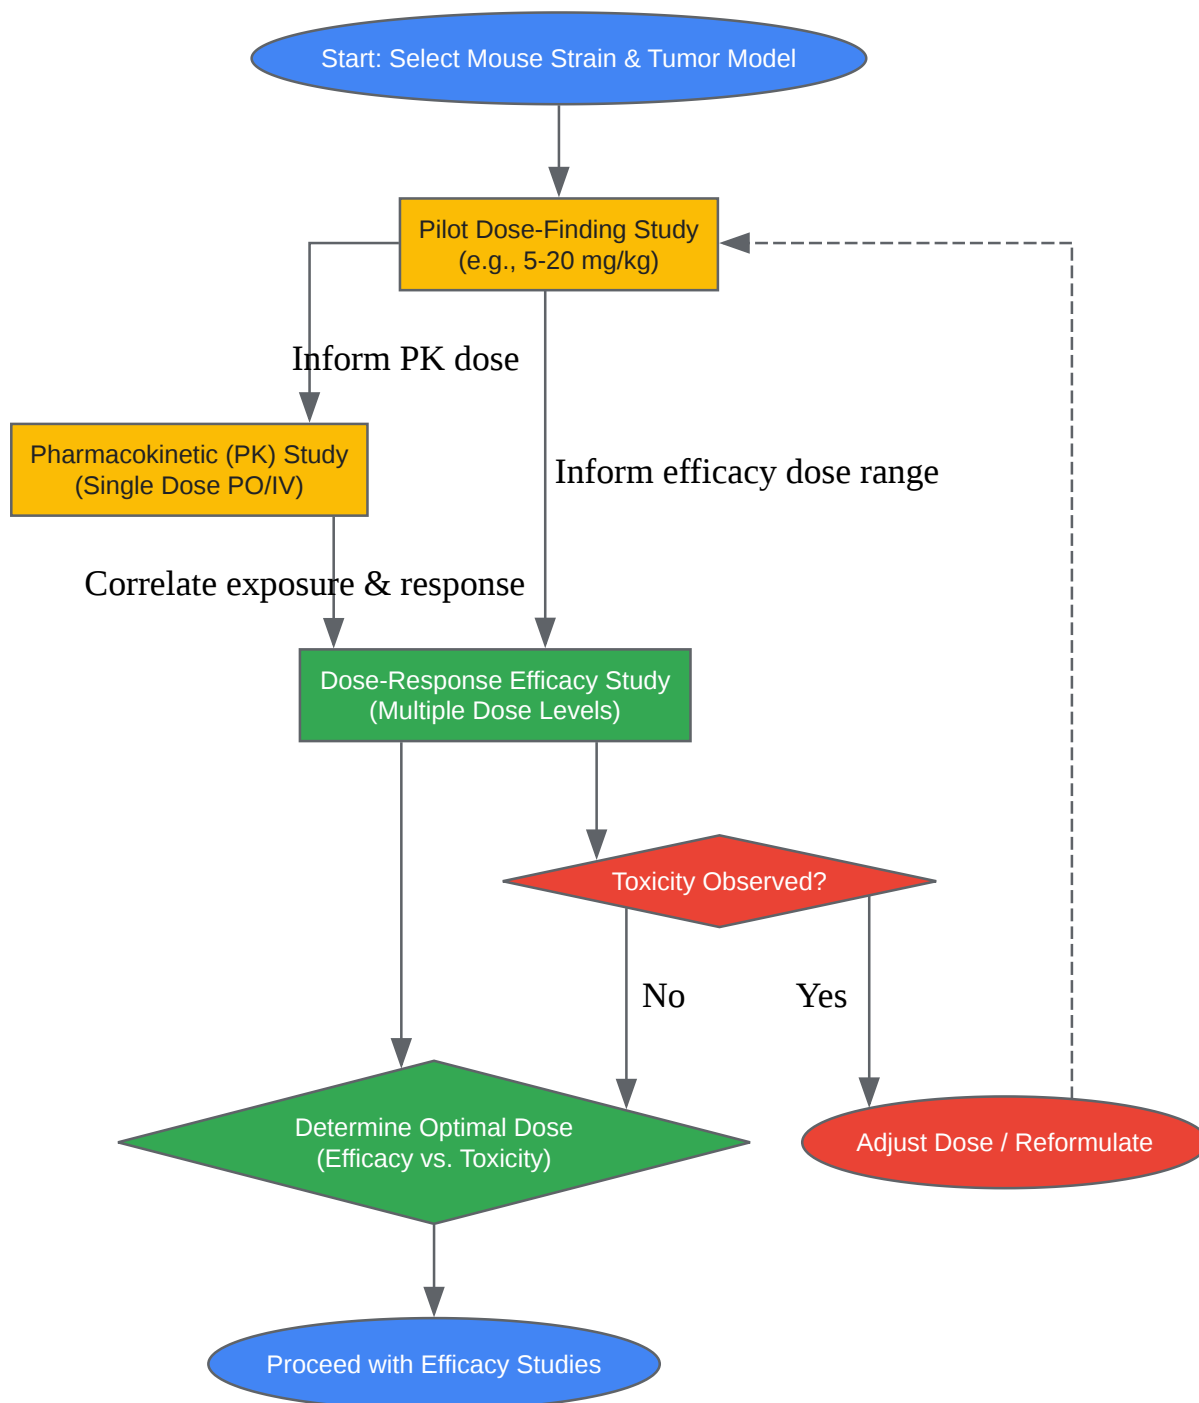 Start: Select Mouse Strain & Tumor Model
Pilot Dose-Finding Study
(e.g., 5-20 mg/kg)
Inform PK dose
Pharmacokinetic (PK) Study
(Single Dose PO/IV)
Inform efficacy dose range
Correlate exposure & response
Dose-Response Efficacy Study
(Multiple Dose Levels)
Toxicity Observed?
No
Yes
Determine Optimal Dose
(Efficacy vs. Toxicity)
Adjust Dose / Reformulate
Proceed with Efficacy Studies